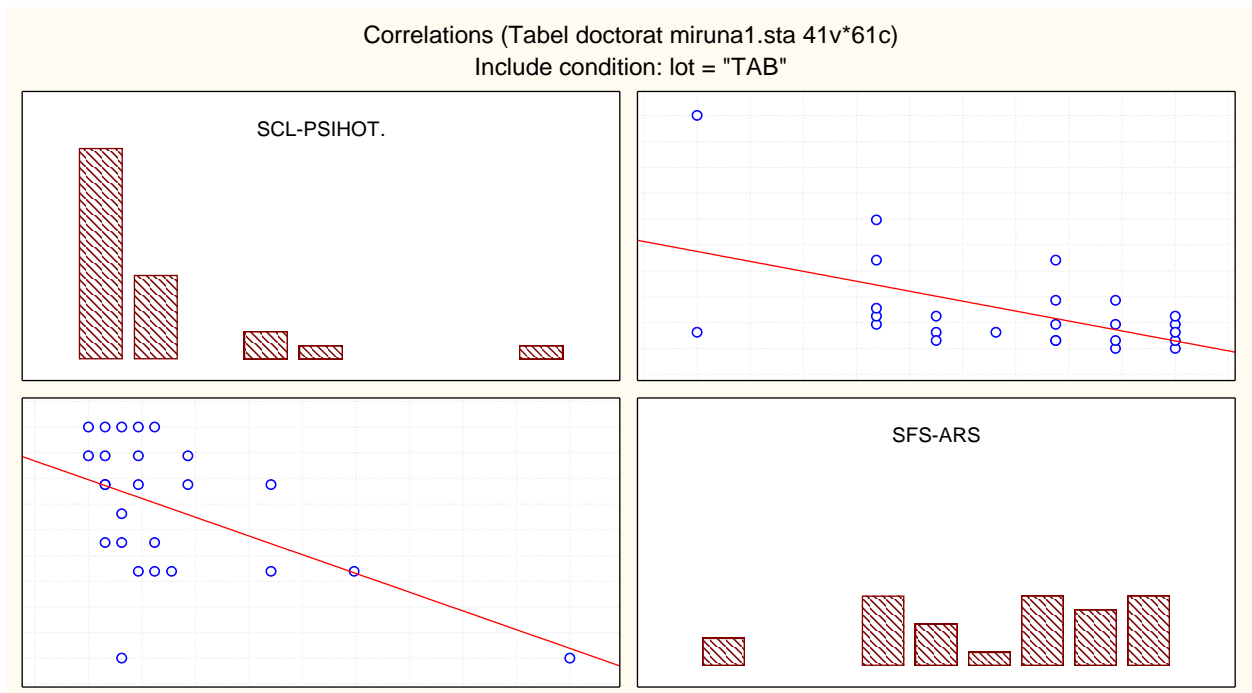 Correlations (Tabel doctorat miruna1.sta 41v*61c)
Include condition: lot = "TAB"
SCL-PSIHOT.
SFS-ARS